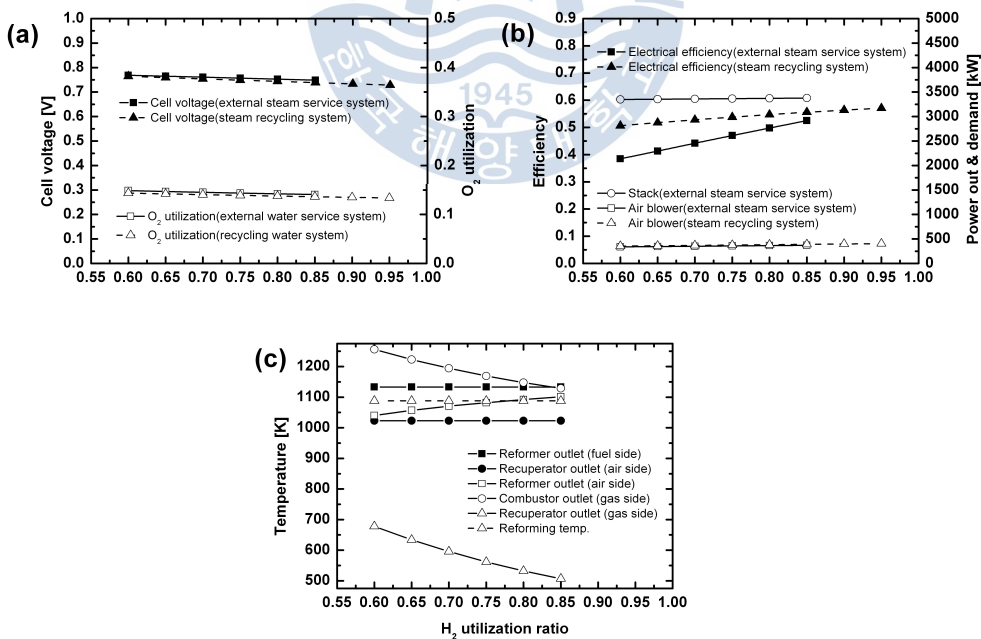 (a)
1.0
0.9
0.8
0.7
0.6
0.5
0.4
0.3
0.2
0.1
0.0
Cell voltage [V]
0.55 0.60 0.65 0.70 0.75 0.80 0.85 0.90 0.95 1.00
0.5
0.4
0.3
0.2
0.1
0.0
O2 utilization
Cell voltage(external steam service system)
Cell voltage(steam recycling system)
O2 utilization(external water service system)
O2 utilization(recycling water system)
(b)
0.9
0.8
0.7
0.6
0.5
0.4
0.3
0.2
0.1
0.0
Efficiency
0.55 0.60 0.65 0.70 0.75 0.80 0.85 0.90 0.95 1.00
5000
4500
4000
3500
3000
2500
2000
1500
1000
500
0
Power out & demand [kW]
Electrical efficiency(external steam service system)
Electrical efficiency(steam recycling system)
Stack(external steam service system)
Air blower(external steam service system)
Air blower(steam recycling system)
1945
(c)
1200
1100
1000
900
800
700
600
500
Temperature [K]
Reformer outlet (fuel side)
Recuperator outlet (air side)
Reformer outlet (air side)
Combustor outlet (gas side)
Recuperator outlet (gas side)
Reforming temp.
0.55 0.60 0.65 0.70 0.75 0.80 0.85 0.90 0.95 1.00
H2 utilization ratio